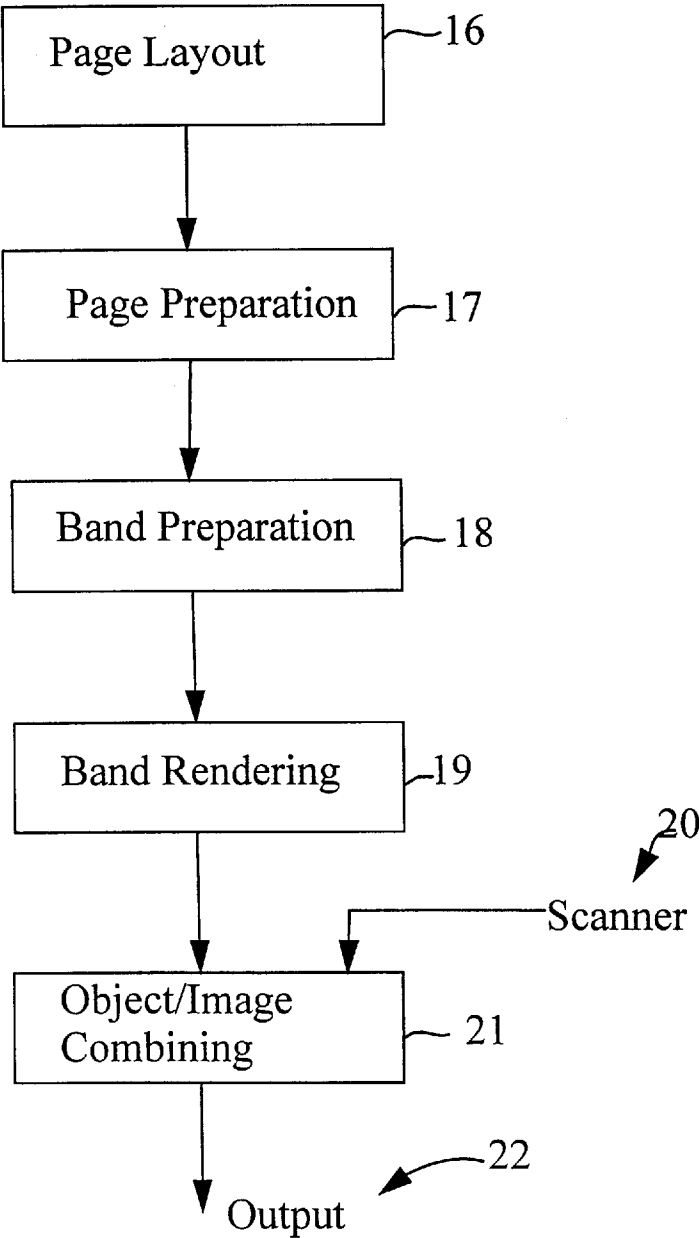 Page Layout
16
Page Preparation
17
Band Preparation
18
Band Rendering
19
20
Scanner
Object/Image
Combining
21
22
Output